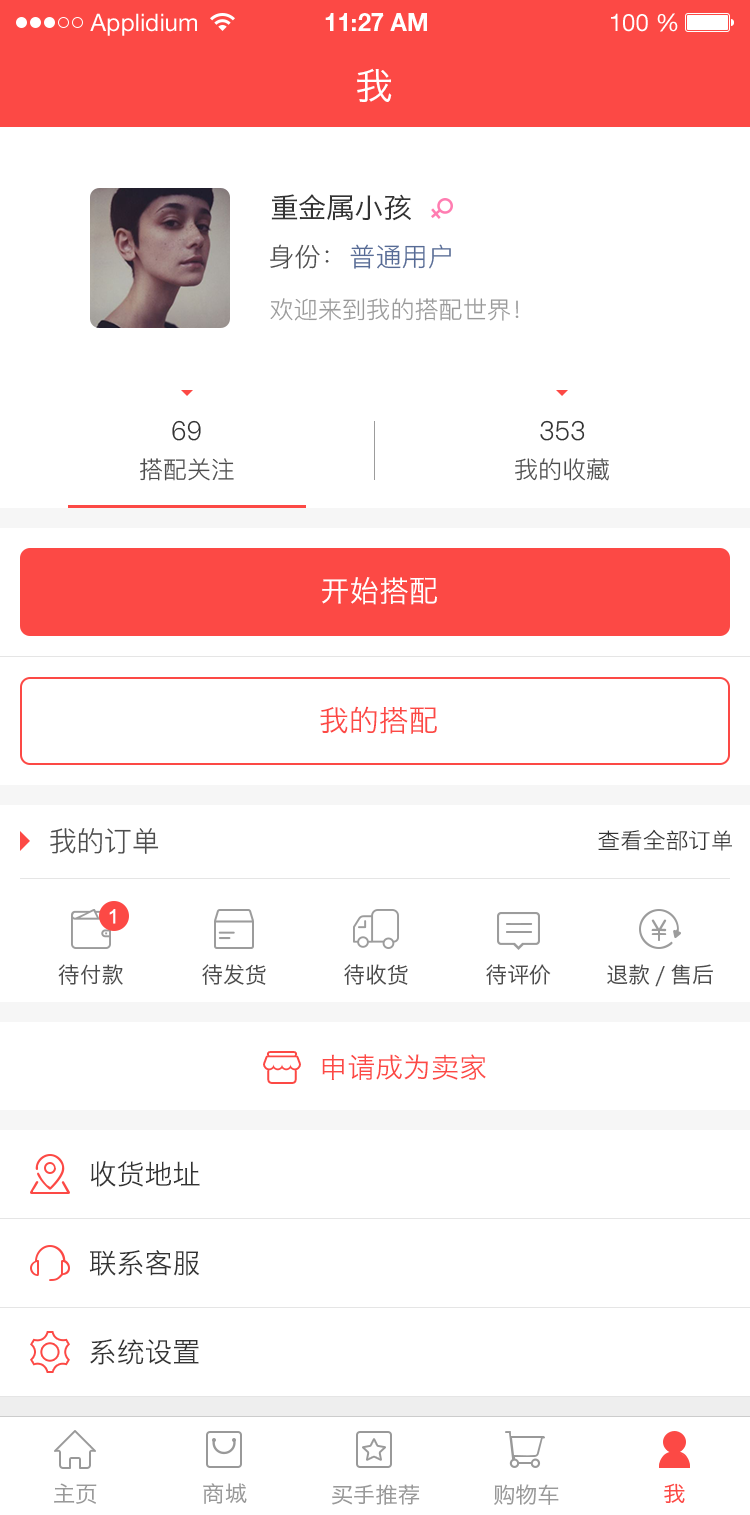 Applidium 11:27 AM 100 %
我
重金属小孩
身份： 普通用户
欢迎来到我的搭配世界！
69 353
搭配关注 我的收藏
开始搭配
我的搭配
我的订单 查看全部订单
1
待付款 待发货 待收货 待评价 退款 / 售后
申请成为卖家
收货地址
联系客服
系统设置
主页 商城 买手推荐 购物车 我